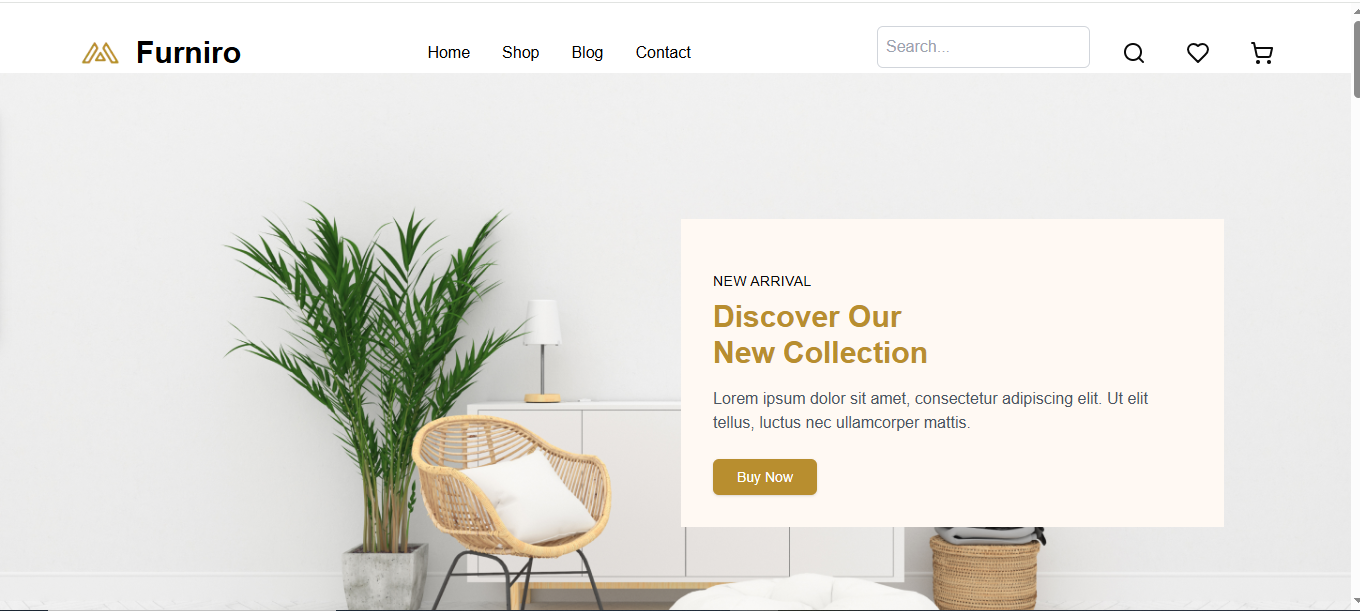 Furniro
Home Shop Blog Contact
Search...
NEW ARRIVAL
Discover Our
New Collection
Lorem ipsum dolor sit amet, consectetur adipiscing elit. Ut elit
tellus, luctus nec ullamcorper mattis.
Buy Now